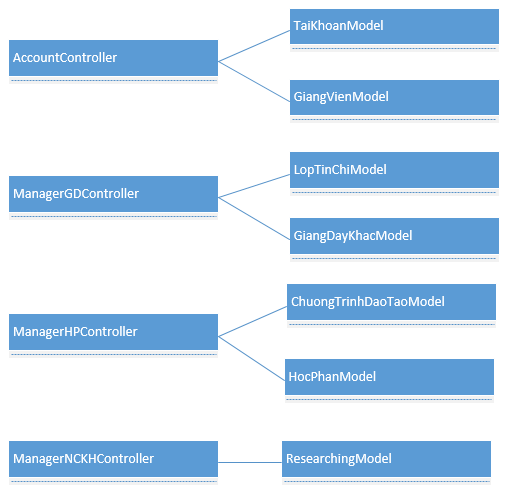 TaiKhoanModel
AccountController
GiangVienModel
LopTinChiModel
ManagerGDController
GiangDayKhacModel
ChuongTrinhDaoTaoModel
ManagerHPController
HocPhanModel
ManagerNCKHController
ResearchingModel